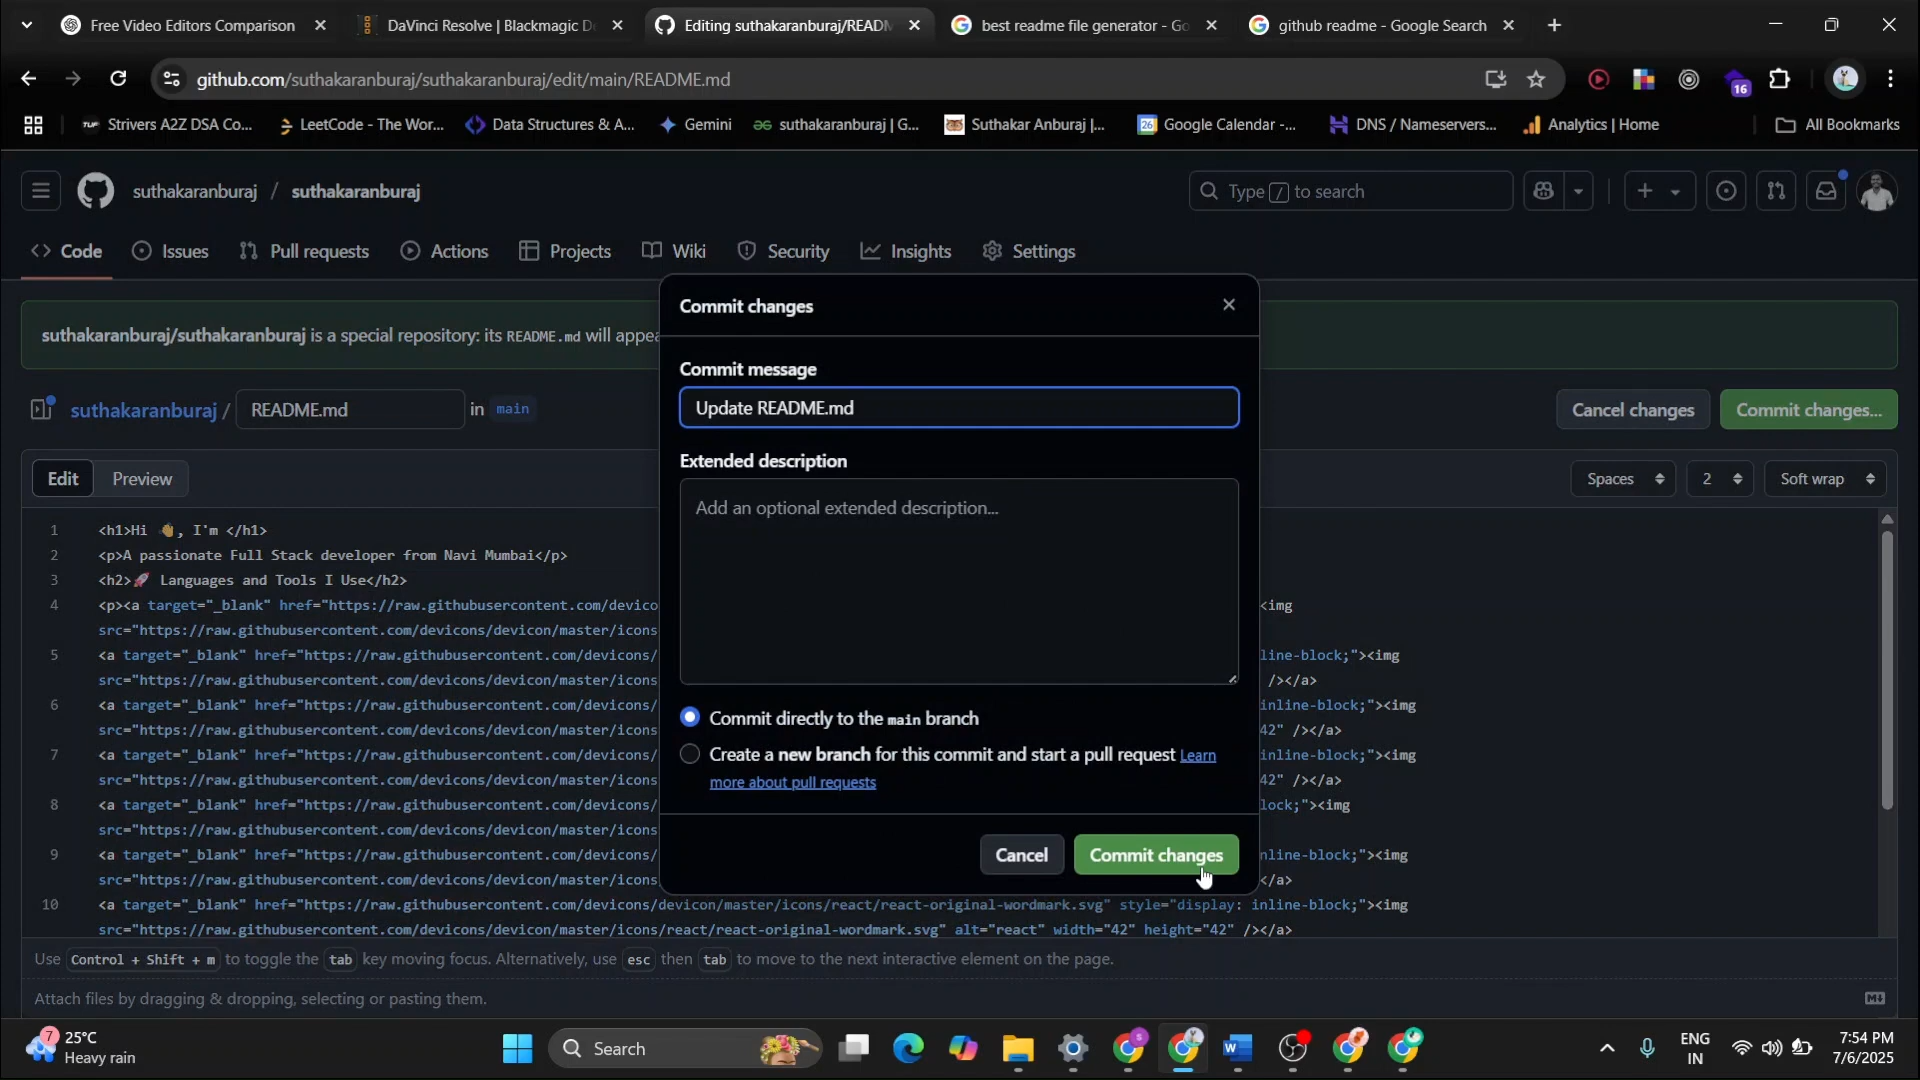 Free Video Editors Comparison
DaVinci Resolve | Blackmagic D
Editing suthakaranburaj/READM
best readme file generator - Go
github readme - Google Search
github.com/suthakaranburaj/suthakaranburaj/edit/main/README.md
16
Strivers A2Z DSA Co...
LeetCode - The Wor...
Data Structures & A...
Gemini
suthakaranburaj | G...
Suthakar Anburaj |...
26
Google Calendar -...
DNS / Nameservers...
Analytics | Home
All Bookmarks
suthakaranburaj / suthakaranburaj
Type / to search
Code
Issues
Pull requests
Actions
Projects
Wiki
Security
Insights
Settings
suthakaranburaj/suthakaranburaj is a special repository: its README.md will appea
suthakaranburaj / README.md in main
Cancel changes
Commit changes...
Edit
Preview
Spaces
2
Soft wrap
Commit changes
Commit message
Update README.md
Extended description
Add an optional extended description...
Commit directly to the main branch
Create a new branch for this commit and start a pull request Learn
more about pull requests
Cancel
Commit changes
1 <h1>Hi 👋, I'm </h1>
2 <p>A passionate Full Stack developer from Navi Mumbai</p>
3 <h2>🚀 Languages and Tools I Use</h2>
4 <p><a target="_blank" href="https://raw.githubusercontent.com/devico <img
src="https://raw.githubusercontent.com/devicons/devicon/master/icons
5 <a target="_blank" href="https://raw.githubusercontent.com/devicons/ line-block;"><img
src="https://raw.githubusercontent.com/devicons/devicon/master/icons /></a>
6 <a target="_blank" href="https://raw.githubusercontent.com/devicons/ inline-block;"><img
src="https://raw.githubusercontent.com/devicons/devicon/master/icons 42" /></a>
7 <a target="_blank" href="https://raw.githubusercontent.com/devicons/ inline-block;"><img
src="https://raw.githubusercontent.com/devicons/devicon/master/icons 42" /></a>
8 <a target="_blank" href="https://raw.githubusercontent.com/devicons/ lock;"><img
src="https://raw.githubusercontent.com/devicons/devicon/master/icons
9 <a target="_blank" href="https://raw.githubusercontent.com/devicons/ nline-block;"><img
src="https://raw.githubusercontent.com/devicons/devicon/master/icons </a>
10 <a target="_blank" href="https://raw.githubusercontent.com/devicons/devicon/master/icons/react/react-original-wordmark.svg" style="display: inline-block;"><img
src="https://raw.githubusercontent.com/devicons/devicon/master/icons/react/react-original-wordmark.svg" alt="react" width="42" height="42" /></a>
Use Control + Shift + m to toggle the tab key moving focus. Alternatively, use esc then tab to move to the next interactive element on the page.
Attach files by dragging & dropping, selecting or pasting them.
7
25°C
Heavy rain
Search
ENG
IN
7:54 PM
7/6/2025